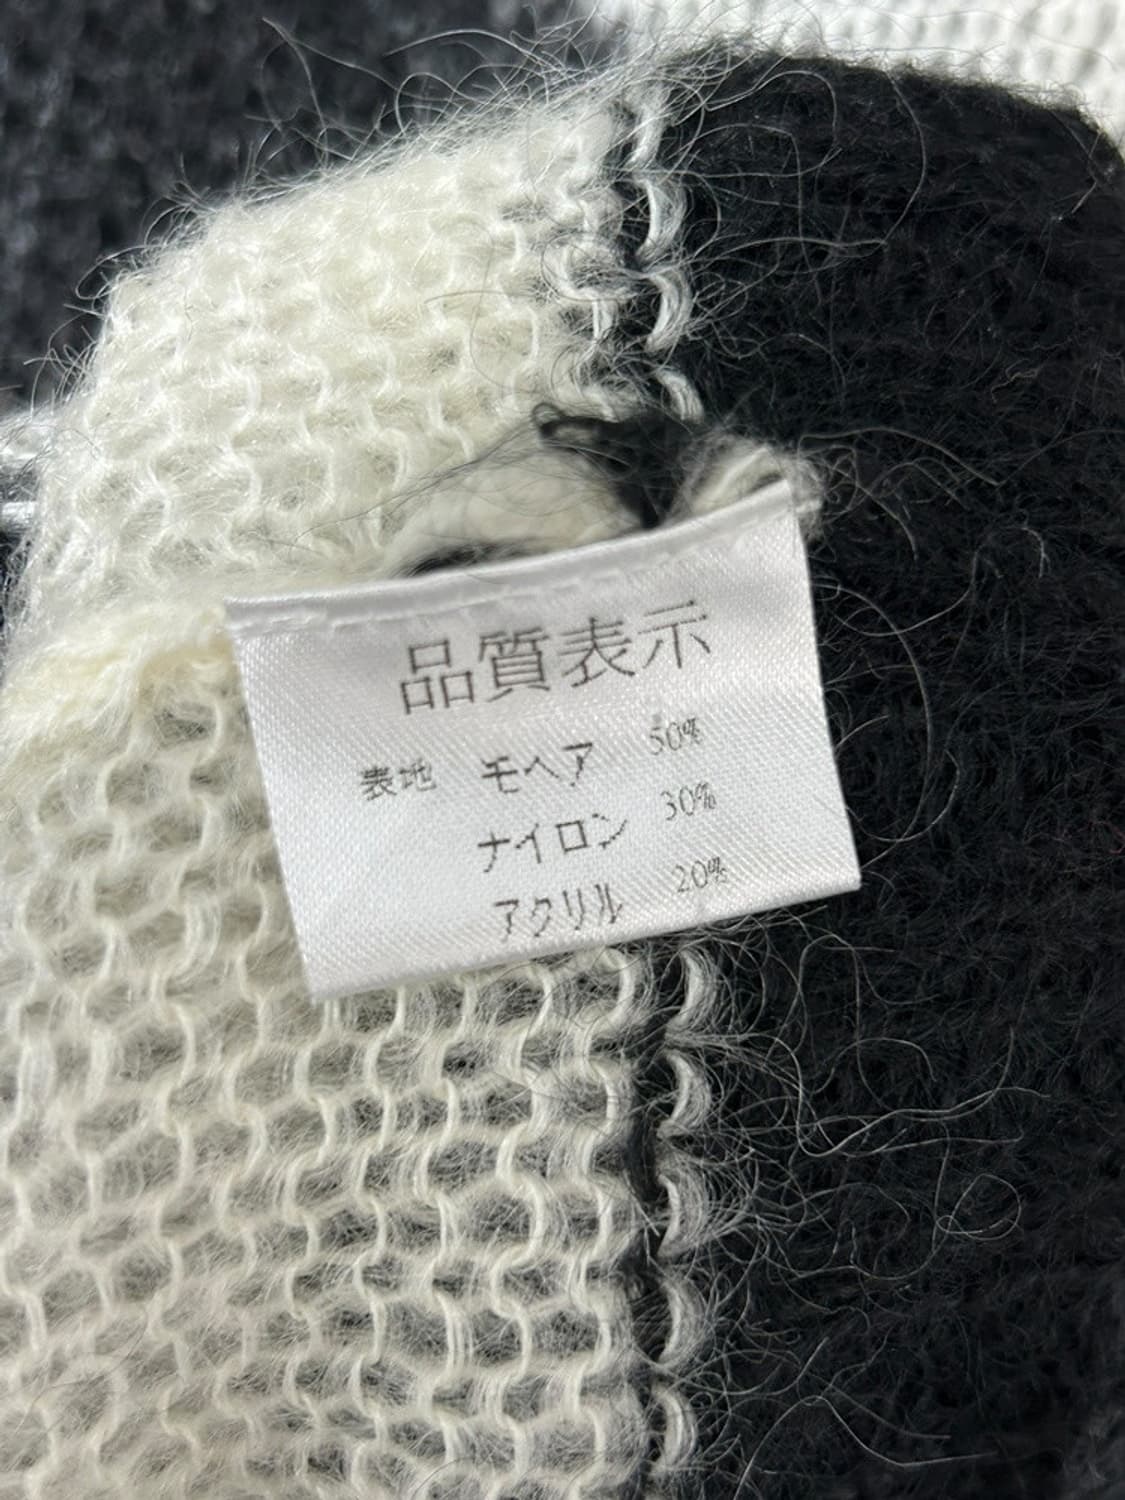 品質表示
表地 モヘア 50%
ナイロン 30%
アクリル 20%